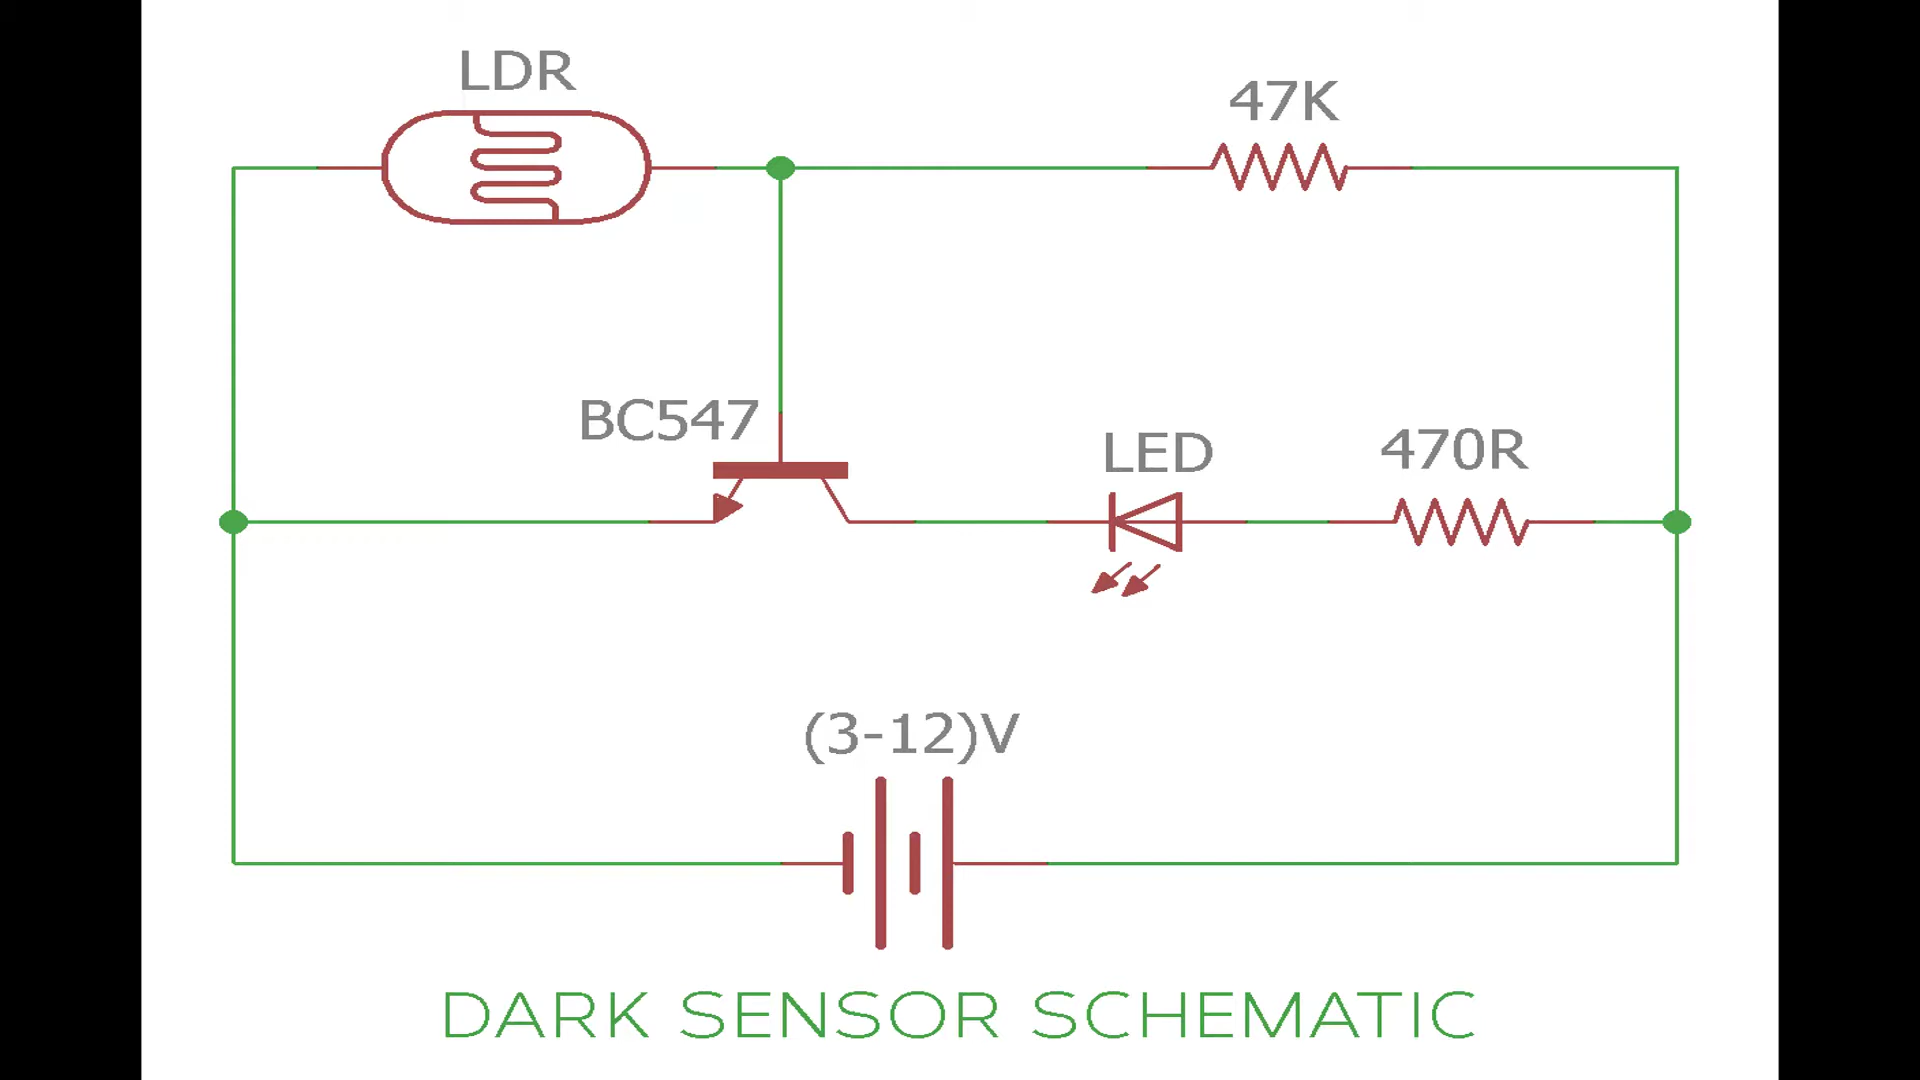 LDR
47K
BC547
LED
470R
(3-12)V
DARK SENSOR SCHEMATIC